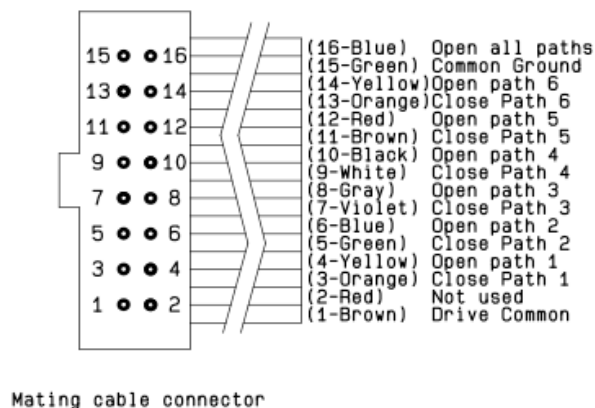 15 16
13 14
11 12
9 10
7 8
5 6
3 4
1 2
(16-Blue) Open all paths
(15-Green) Common Ground
(14-Yellow)Open path 6
(13-Orange)Close Path 6
(12-Red) Open path 5
(11-Brown) Close Path 5
(10-Black) Open path 4
(9-White) Close Path 4
(8-Gray) Open path 3
(7-Violet) Close Path 3
(6-Blue) Open path 2
(5-Green) Close Path 2
(4-Yellow) Open path 1
(3-Orange) Close Path 1
(2-Red) Not used
(1-Brown) Drive Common
Mating cable connector